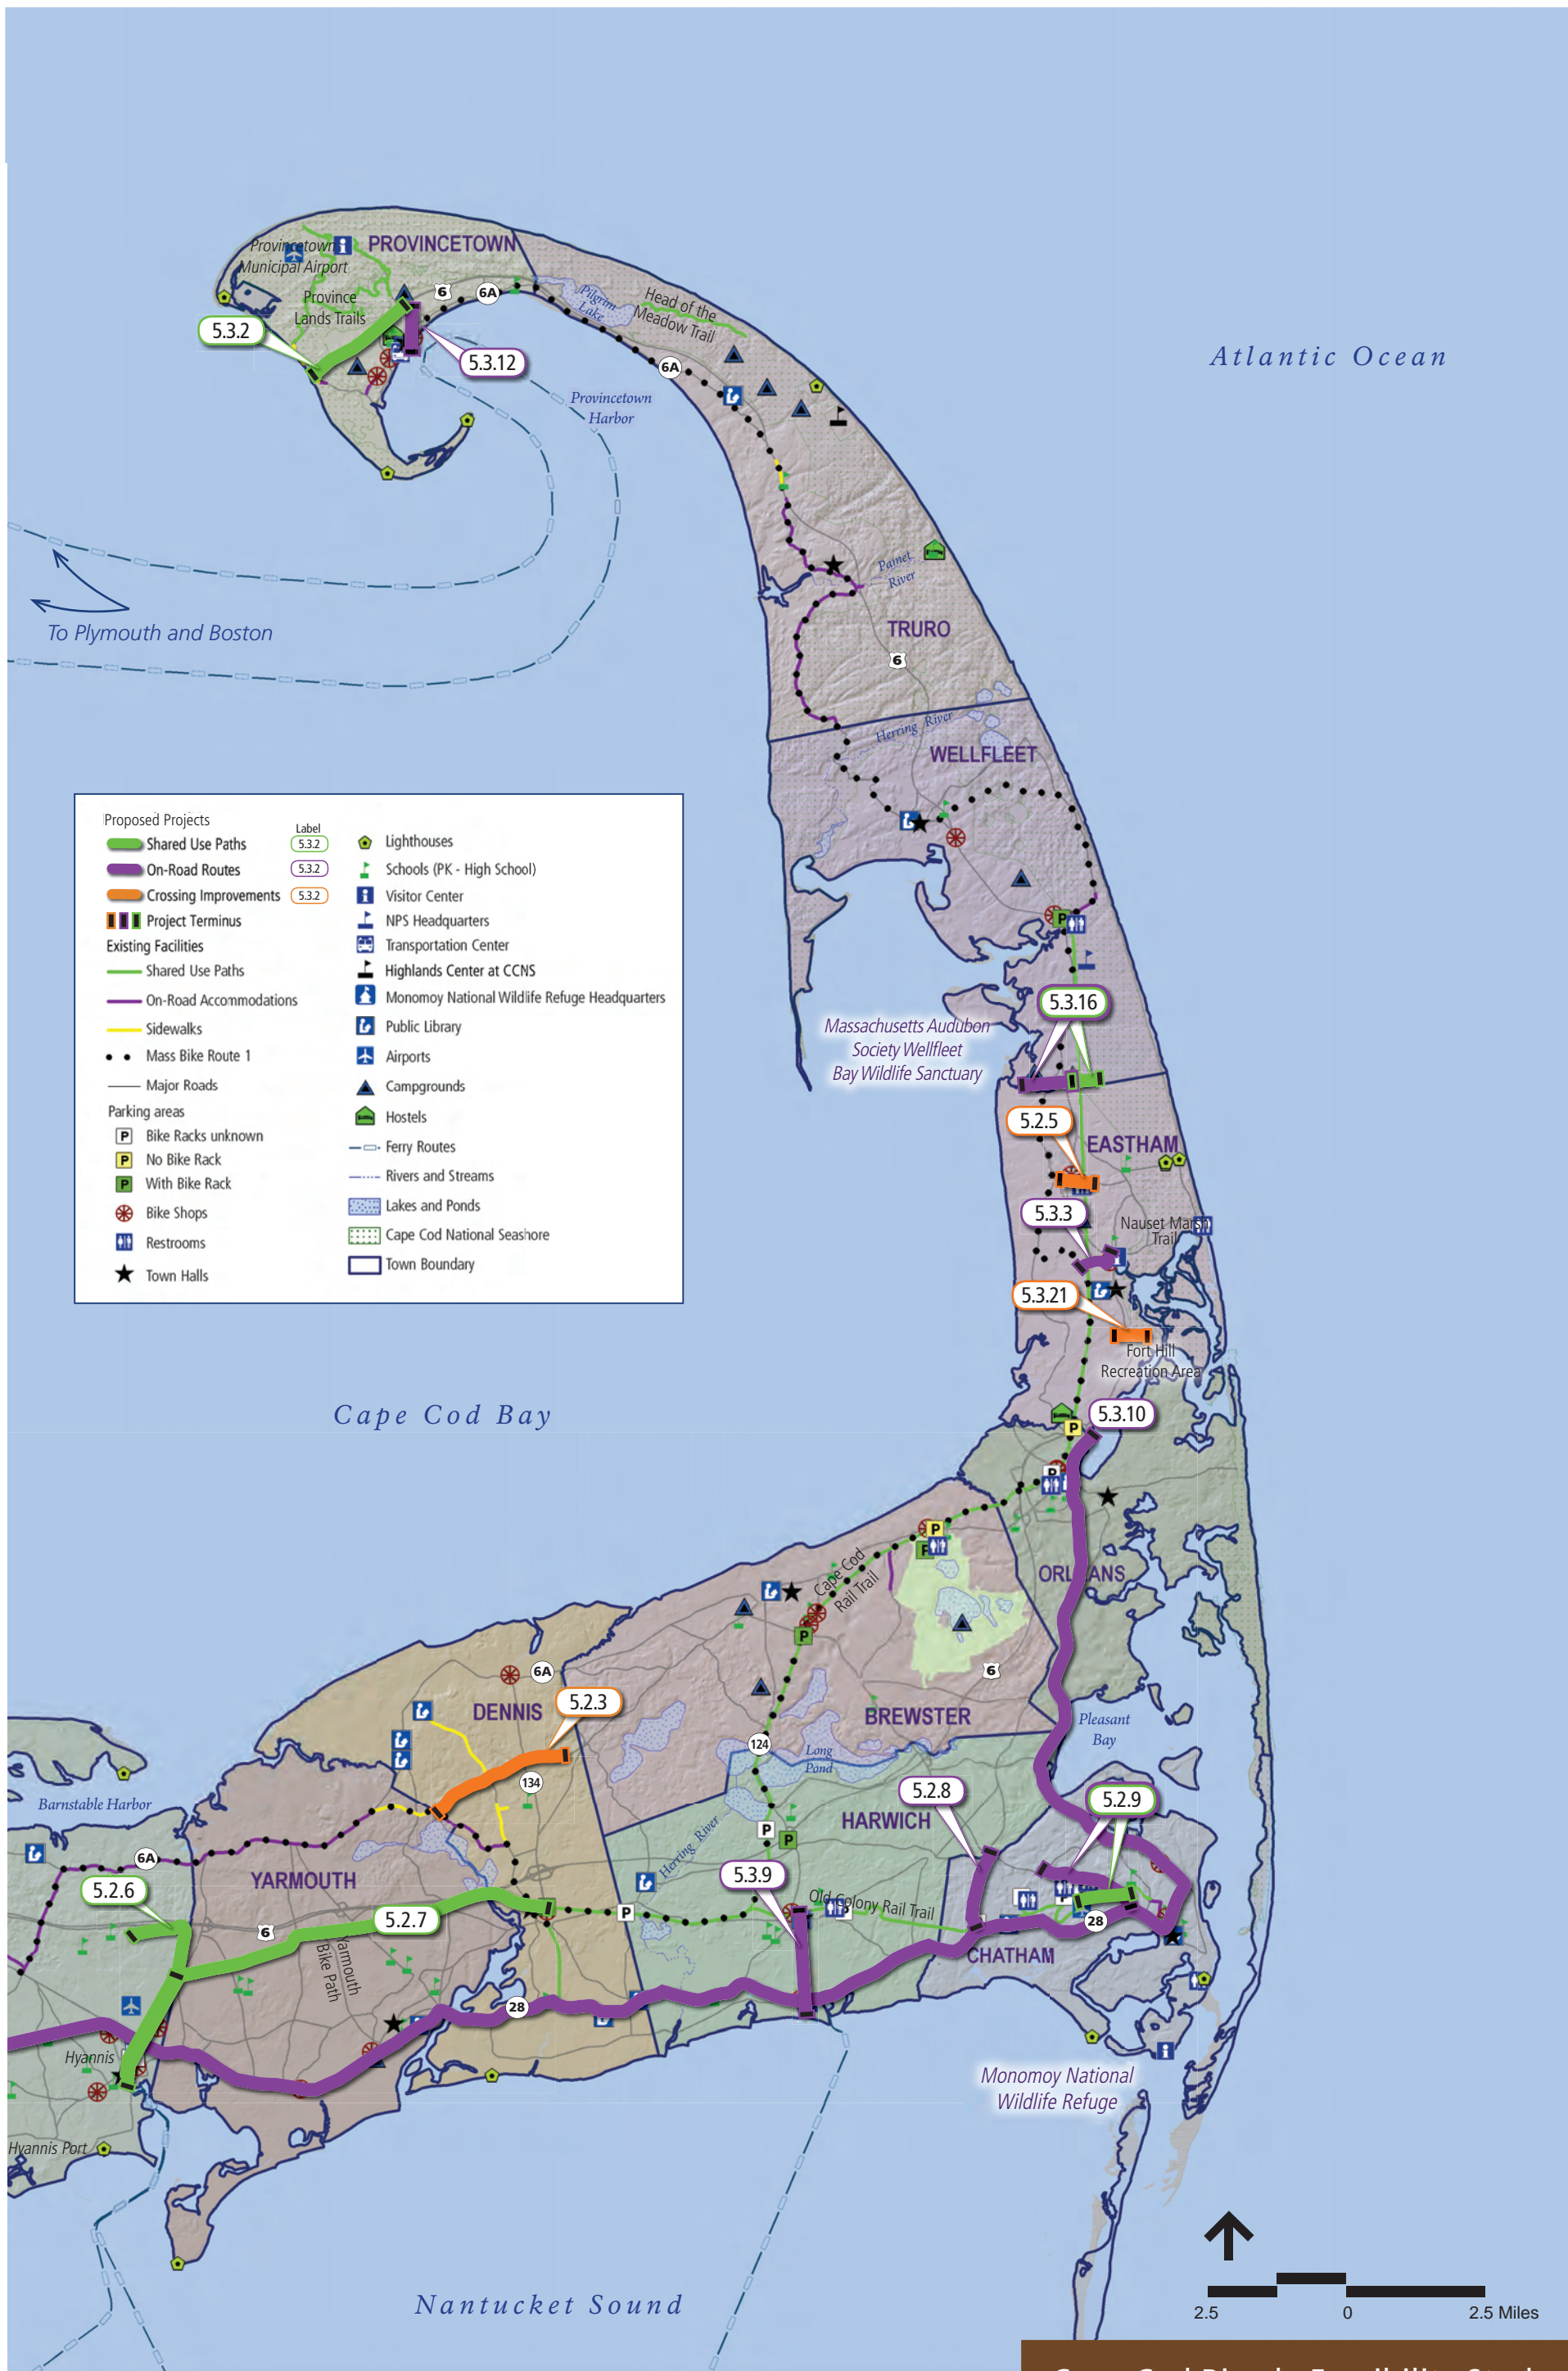 PROVINCETOWN
Provincetown
Municipal Airport
Province
Lands Trails
5.3.2
6
6A
5.3.12
Pilgrim
Lake
Head of the
Meadow Trail
6A
Provincetown
Harbor
Atlantic Ocean
To Plymouth and Boston
Pamet
River
TRURO
6
Herring River
WELLFLEET
Proposed Projects
Label
Shared Use Paths
5.3.2
On-Road Routes
5.3.2
Crossing Improvements
5.3.2
Project Terminus
Existing Facilities
Shared Use Paths
On-Road Accommodations
Sidewalks
Mass Bike Route 1
Major Roads
Parking areas
P Bike Racks unknown
P No Bike Rack
P With Bike Rack
Bike Shops
Restrooms
Town Halls
Lighthouses
Schools (PK - High School)
Visitor Center
NPS Headquarters
Transportation Center
Highlands Center at CCNS
Monomoy National Wildlife Refuge Headquarters
Public Library
Airports
Campgrounds
Hostels
Ferry Routes
Rivers and Streams
Lakes and Ponds
Cape Cod National Seashore
Town Boundary
P
5.3.16
Massachusetts Audubon
Society Wellfleet
Bay Wildlife Sanctuary
5.2.5
EASTHAM
5.3.3
Nauset Marsh
Trail
5.3.21
Fort Hill
Recreation Area
Cape Cod Bay
5.3.10
P
P
P
P
Cape Cod
Rail Trail
P
ORLEANS
6
6A
DENNIS
5.2.3
BREWSTER
Pleasant
Bay
124
Long
Pond
134
5.2.8
5.2.9
HARWICH
Barnstable Harbor
P
P
Herring River
6A
YARMOUTH
5.2.6
5.3.9
Old Colony Rail Trail
5.2.7
P
28
6
Yarmouth
Bike Path
CHATHAM
28
Hyannis
Monomoy National
Wildlife Refuge
Hyannis Port
Nantucket Sound
2.5
0
2.5 Miles